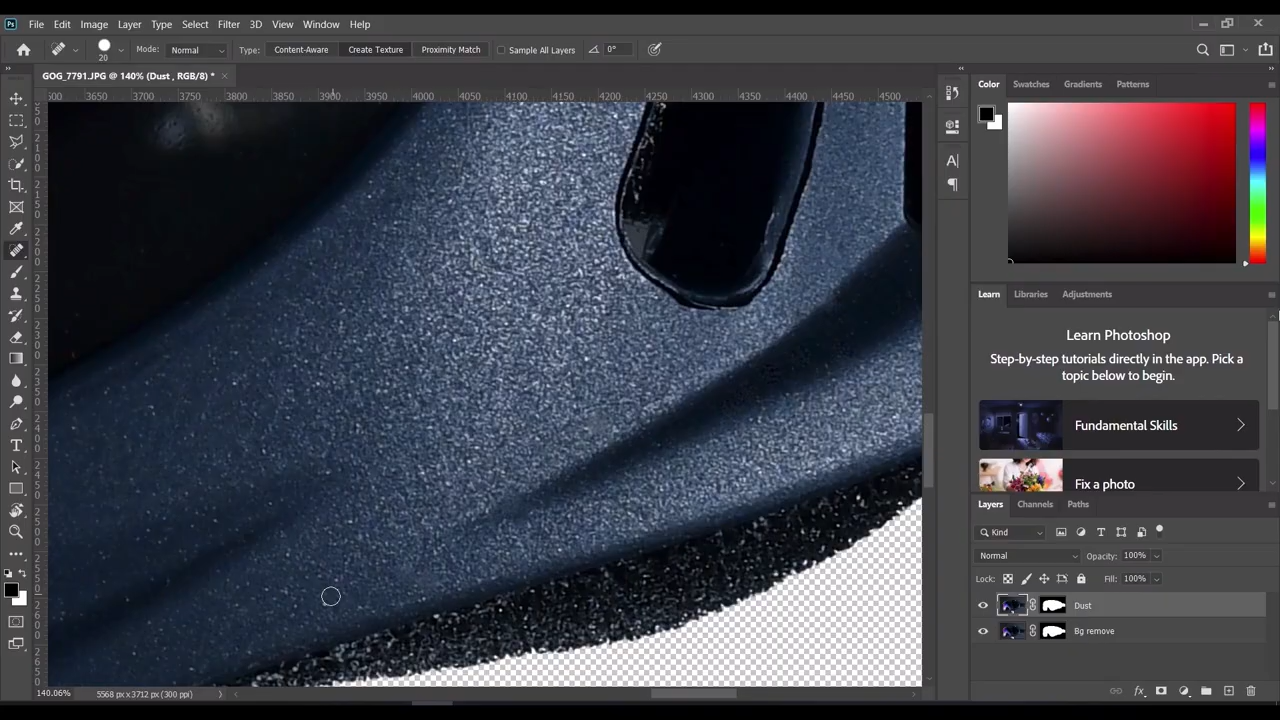 Ps File Edit Image Layer Type Select Filter 3D View Window Help
20 Mode: Normal Type: Content-Aware Create Texture Proximity Match Sample All Layers 0°
GOG_7791.JPG @ 140% (Dust , RGB/8) * ×
3650 3700 3750 3800 3850 3900 3950 4000 4050 4100 4150 4200 4250 4300 4350 4400 4450 4500
Color Swatches Gradients Patterns
Learn Libraries Adjustments
Learn Photoshop
Step-by-step tutorials directly in the app. Pick a
topic below to begin.
Fundamental Skills
Fix a photo
Layers Channels Paths
Kind
Normal Opacity: 100%
Lock: Fill: 100%
Dust
Bg remove
140.06% 5568 px x 3712 px (300 ppi)